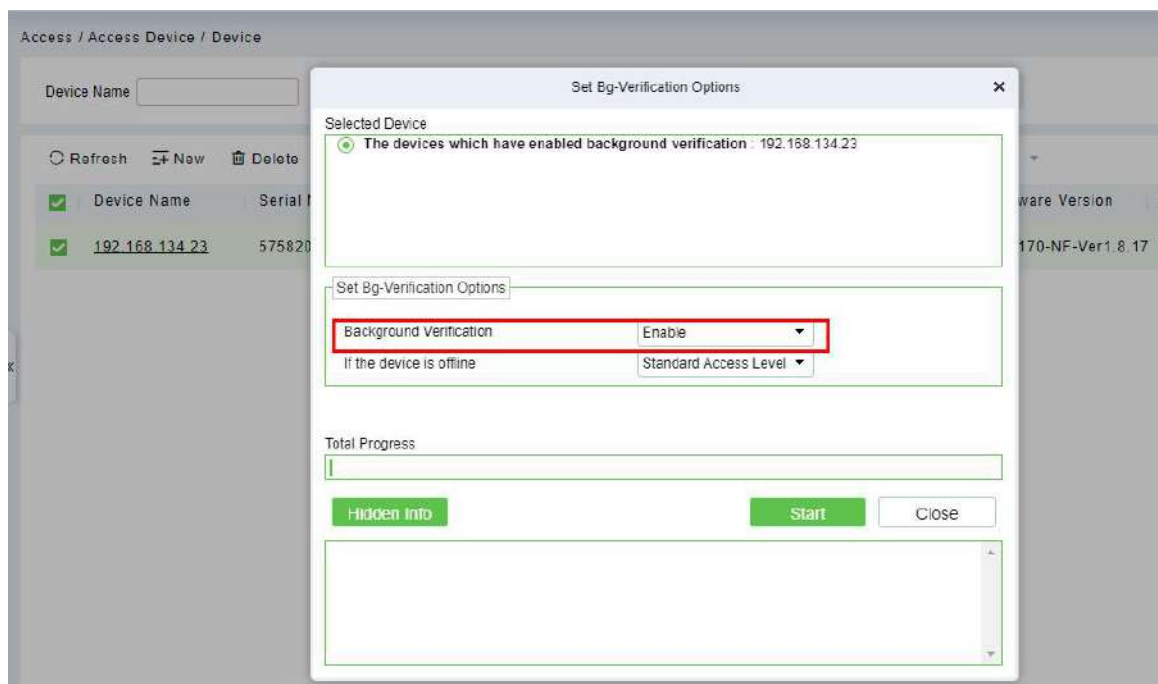 Access / Access Device / Device
Device Name
Set Bg-Verification Options
Selected Device
The devices which have enabled background verification : 192.168.134.23
Refresh New Delete
Device Name Serial ware Version
192.168.134.23 575820 170-NF-Ver1.8.17
Set Bg-Verification Options
Background Verification Enable
If the device is offline Standard Access Level
Total Progress
Hidden Info Start Close